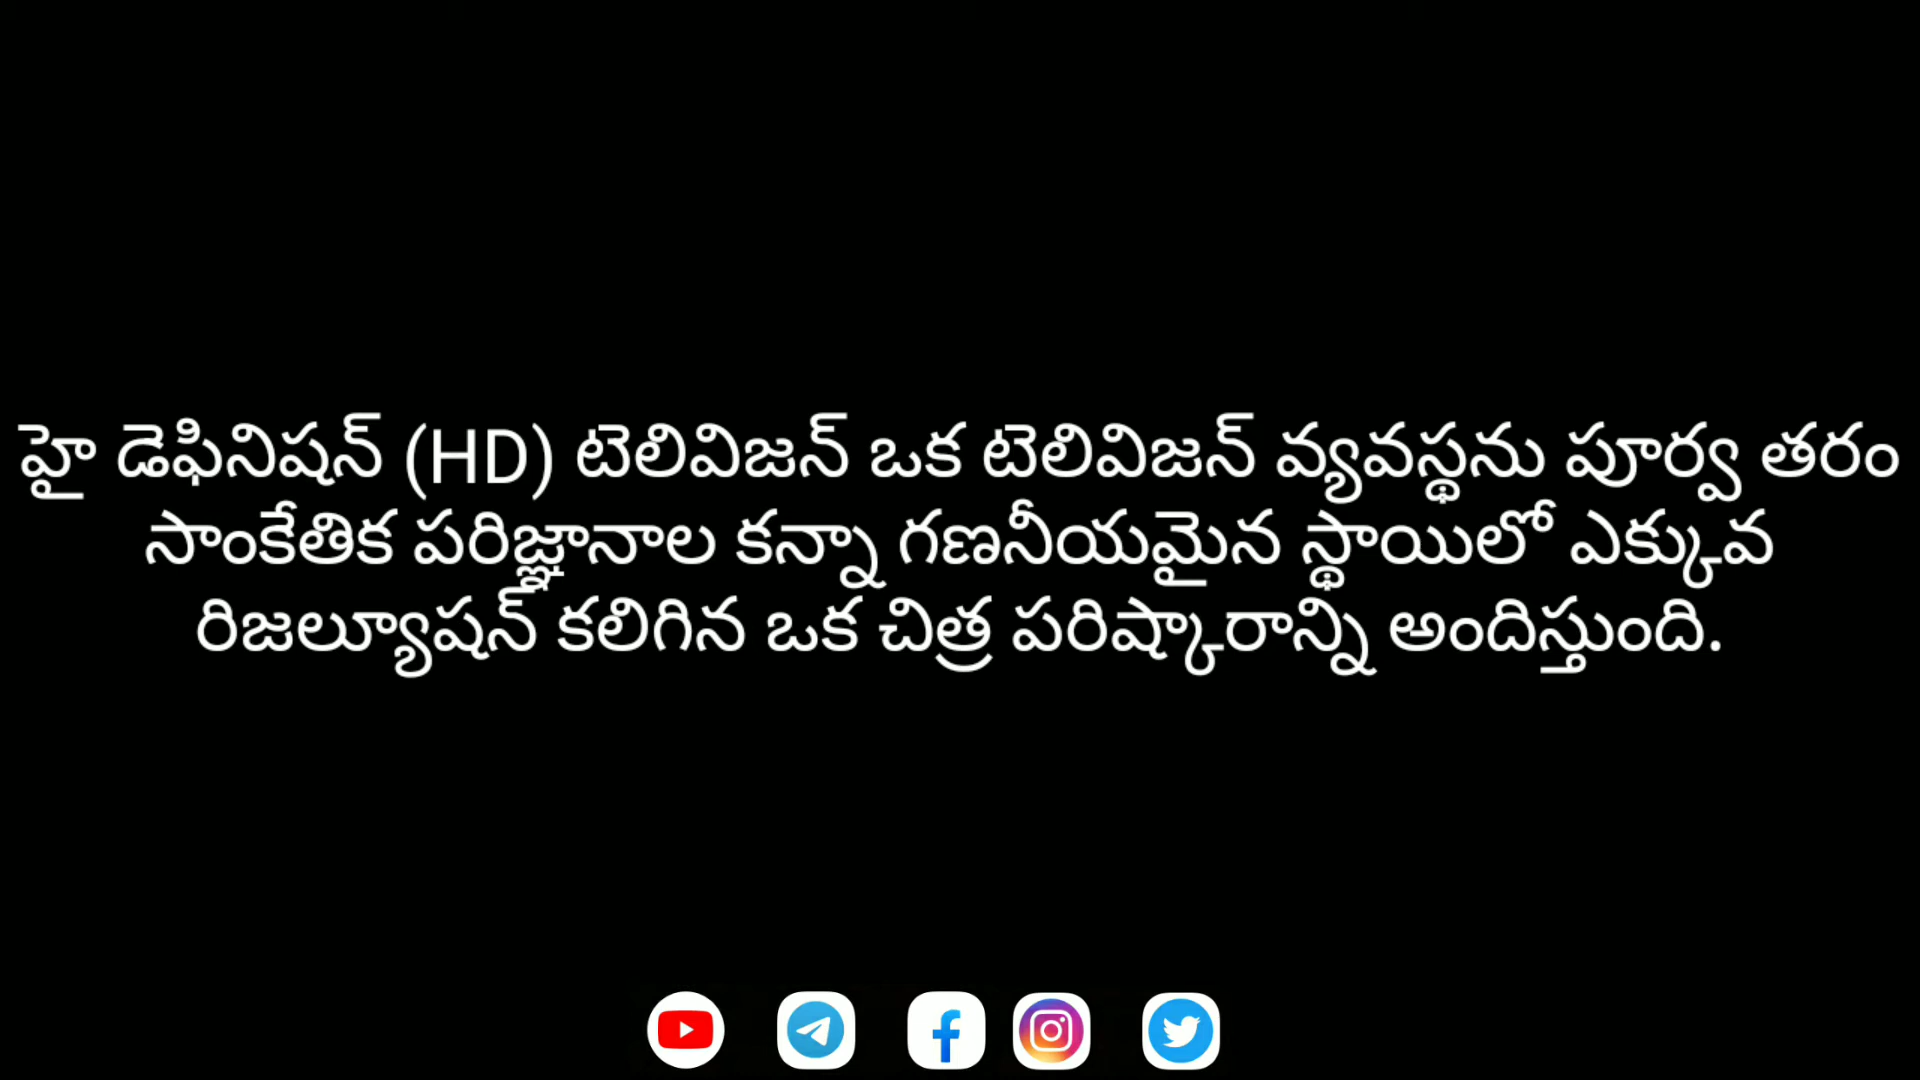 హై డెఫినిషన్ (HD) టెలివిజన్ ఒక టెలివిజన్ వ్యవస్థను పూర్వ తరం
సాంకేతిక పరిజ్ఞానాల కన్నా గణనీయమైన స్థాయిలో ఎక్కువ
రిజల్యూషన్ కలిగిన ఒక చిత్ర పరిష్కారాన్ని అందిస్తుంది.